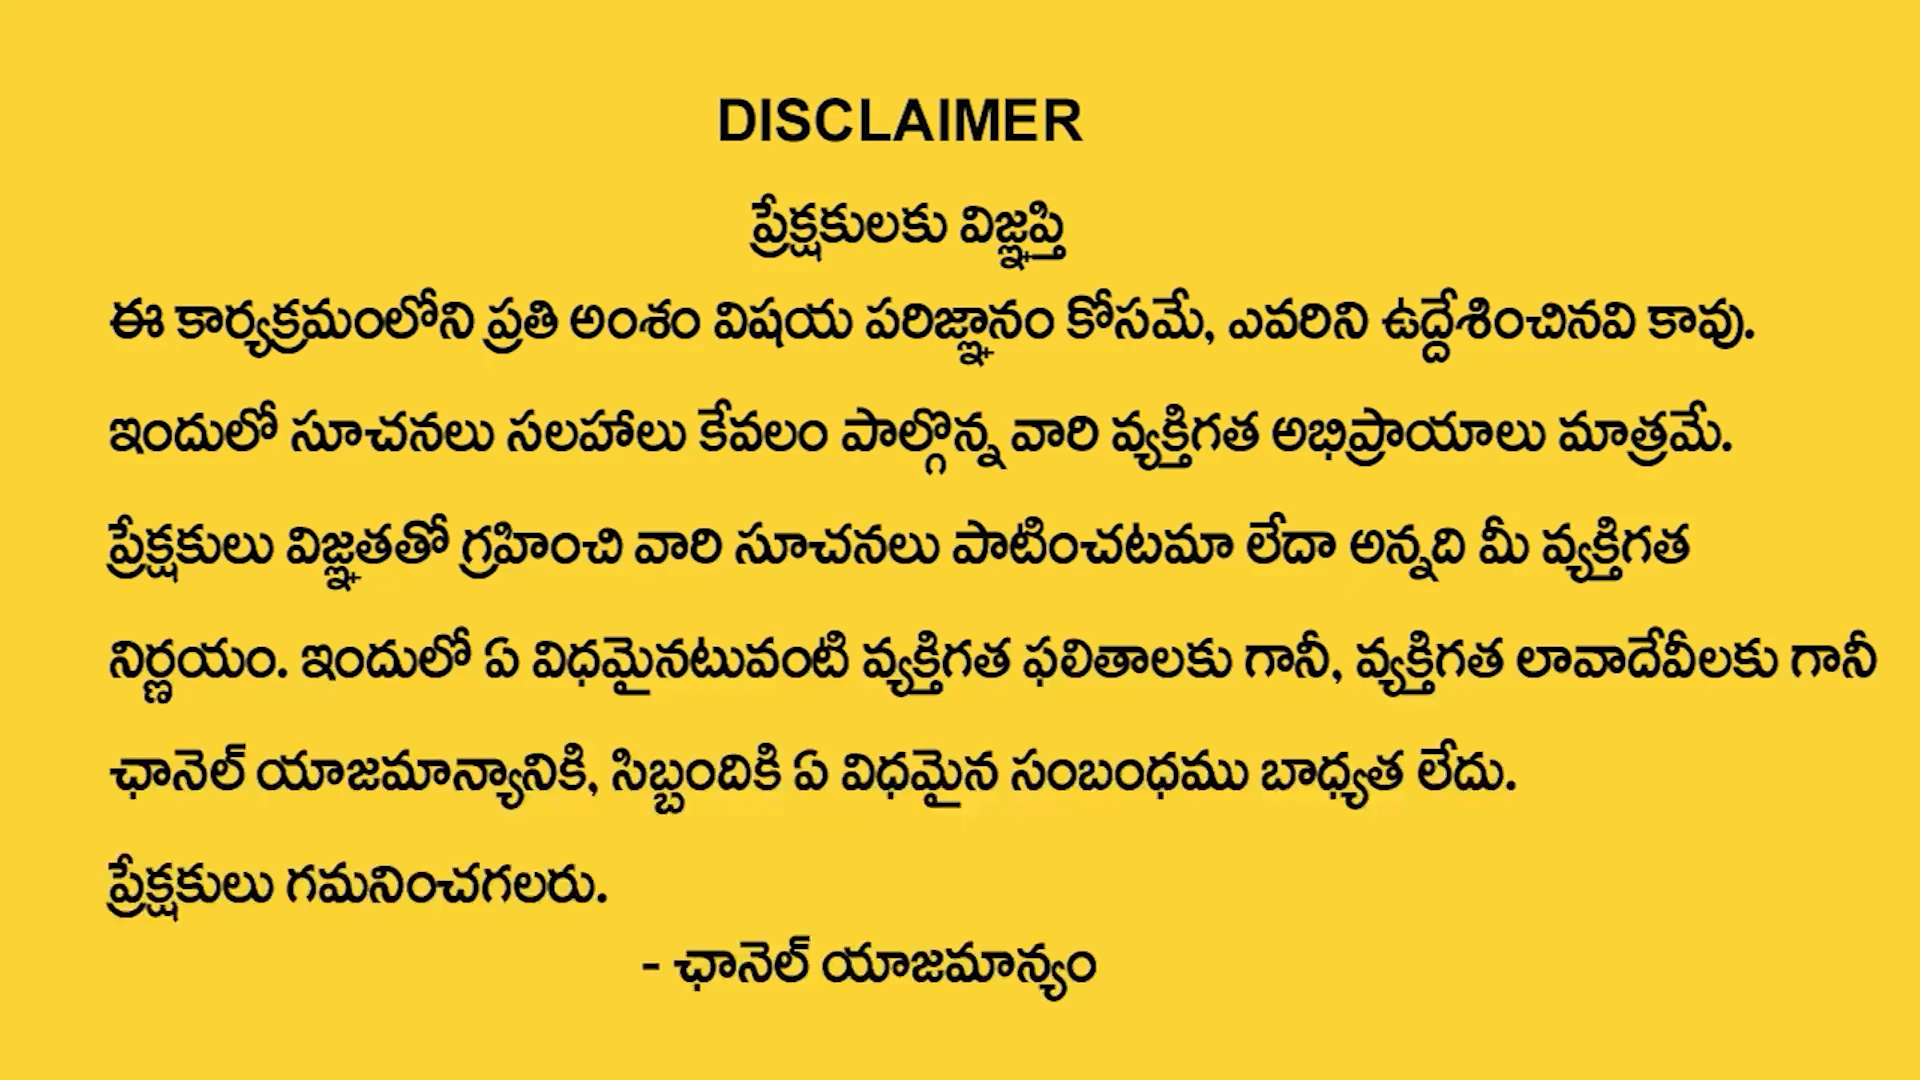 DISCLAIMER
ప్రేక్షకులకు విజ్ఞప్తి
ఈ కార్యక్రమంలోని ప్రతి అంశం విషయ పరిజ్ఞానం కోసమే, ఎవరిని ఉద్దేశించినవి కావు.
ఇందులో సూచనలు సలహాలు కేవలం పాల్గొన్న వారి వ్యక్తిగత అభిప్రాయాలు మాత్రమే.
ప్రేక్షకులు విజ్ఞతతో గ్రహించి వారి సూచనలు పాటించటమా లేదా అన్నది మీ వ్యక్తిగత
నిర్ణయం. ఇందులో ఏ విధమైనటువంటి వ్యక్తిగత ఫలితాలకు గానీ, వ్యక్తిగత లావాదేవీలకు గానీ
ఛానెల్ యాజమాన్యానికి, సిబ్బందికి ఏ విధమైన సంబంధము బాధ్యత లేదు.
ప్రేక్షకులు గమనించగలరు.
- ఛానెల్ యాజమాన్యం